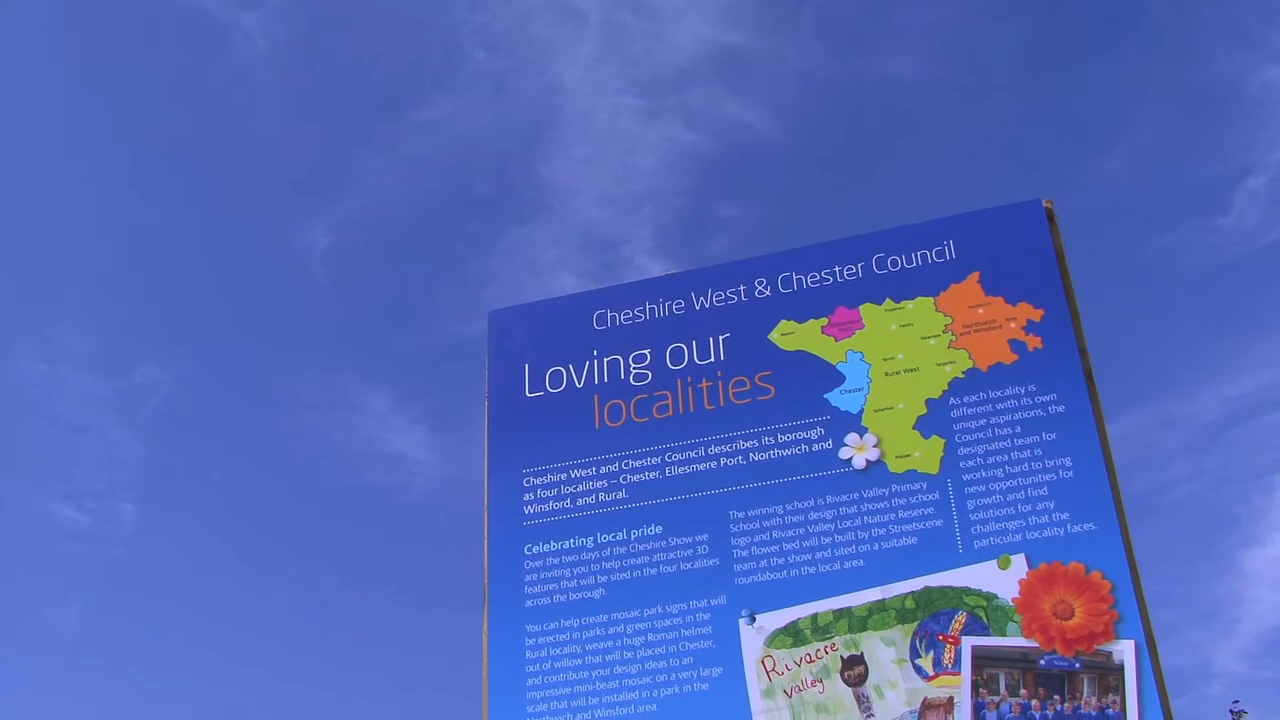 Cheshire West & Chester Council
Loving our
localities
Cheshire West and Chester Council describes its borough
as four localities – Chester, Ellesmere Port, Northwich and
Winsford, and Rural.
Celebrating local pride
Over the two days of the Cheshire Show we
are inviting you to help create attractive 3D
features that will be sited in the four localities
across the borough.
You can help create mosaic park signs that will
be erected in parks and green spaces in the
Rural locality, weave a huge Roman helmet
out of willow that will be placed in Chester,
and contribute your design ideas to an
impressive mini-beast mosaic on a very large
scale that will be installed in a park in the
Northwich and Winsford area.
The winning school is Rivacre Valley Primary
School with their design that shows the school
logo and Rivacre Valley Local Nature Reserve.
The flower bed will be built by the Streetscene
team at the show and sited on a suitable
roundabout in the local area.
As each locality is
different with its own
unique aspirations, the
Council has a
designated team for
each area that is
working hard to bring
new opportunities for
growth and find
solutions for any
challenges that the
particular locality faces.
Ellesmere
Port
Northwich
and Winsford
Rural West
Chester
Rivacre
Valley